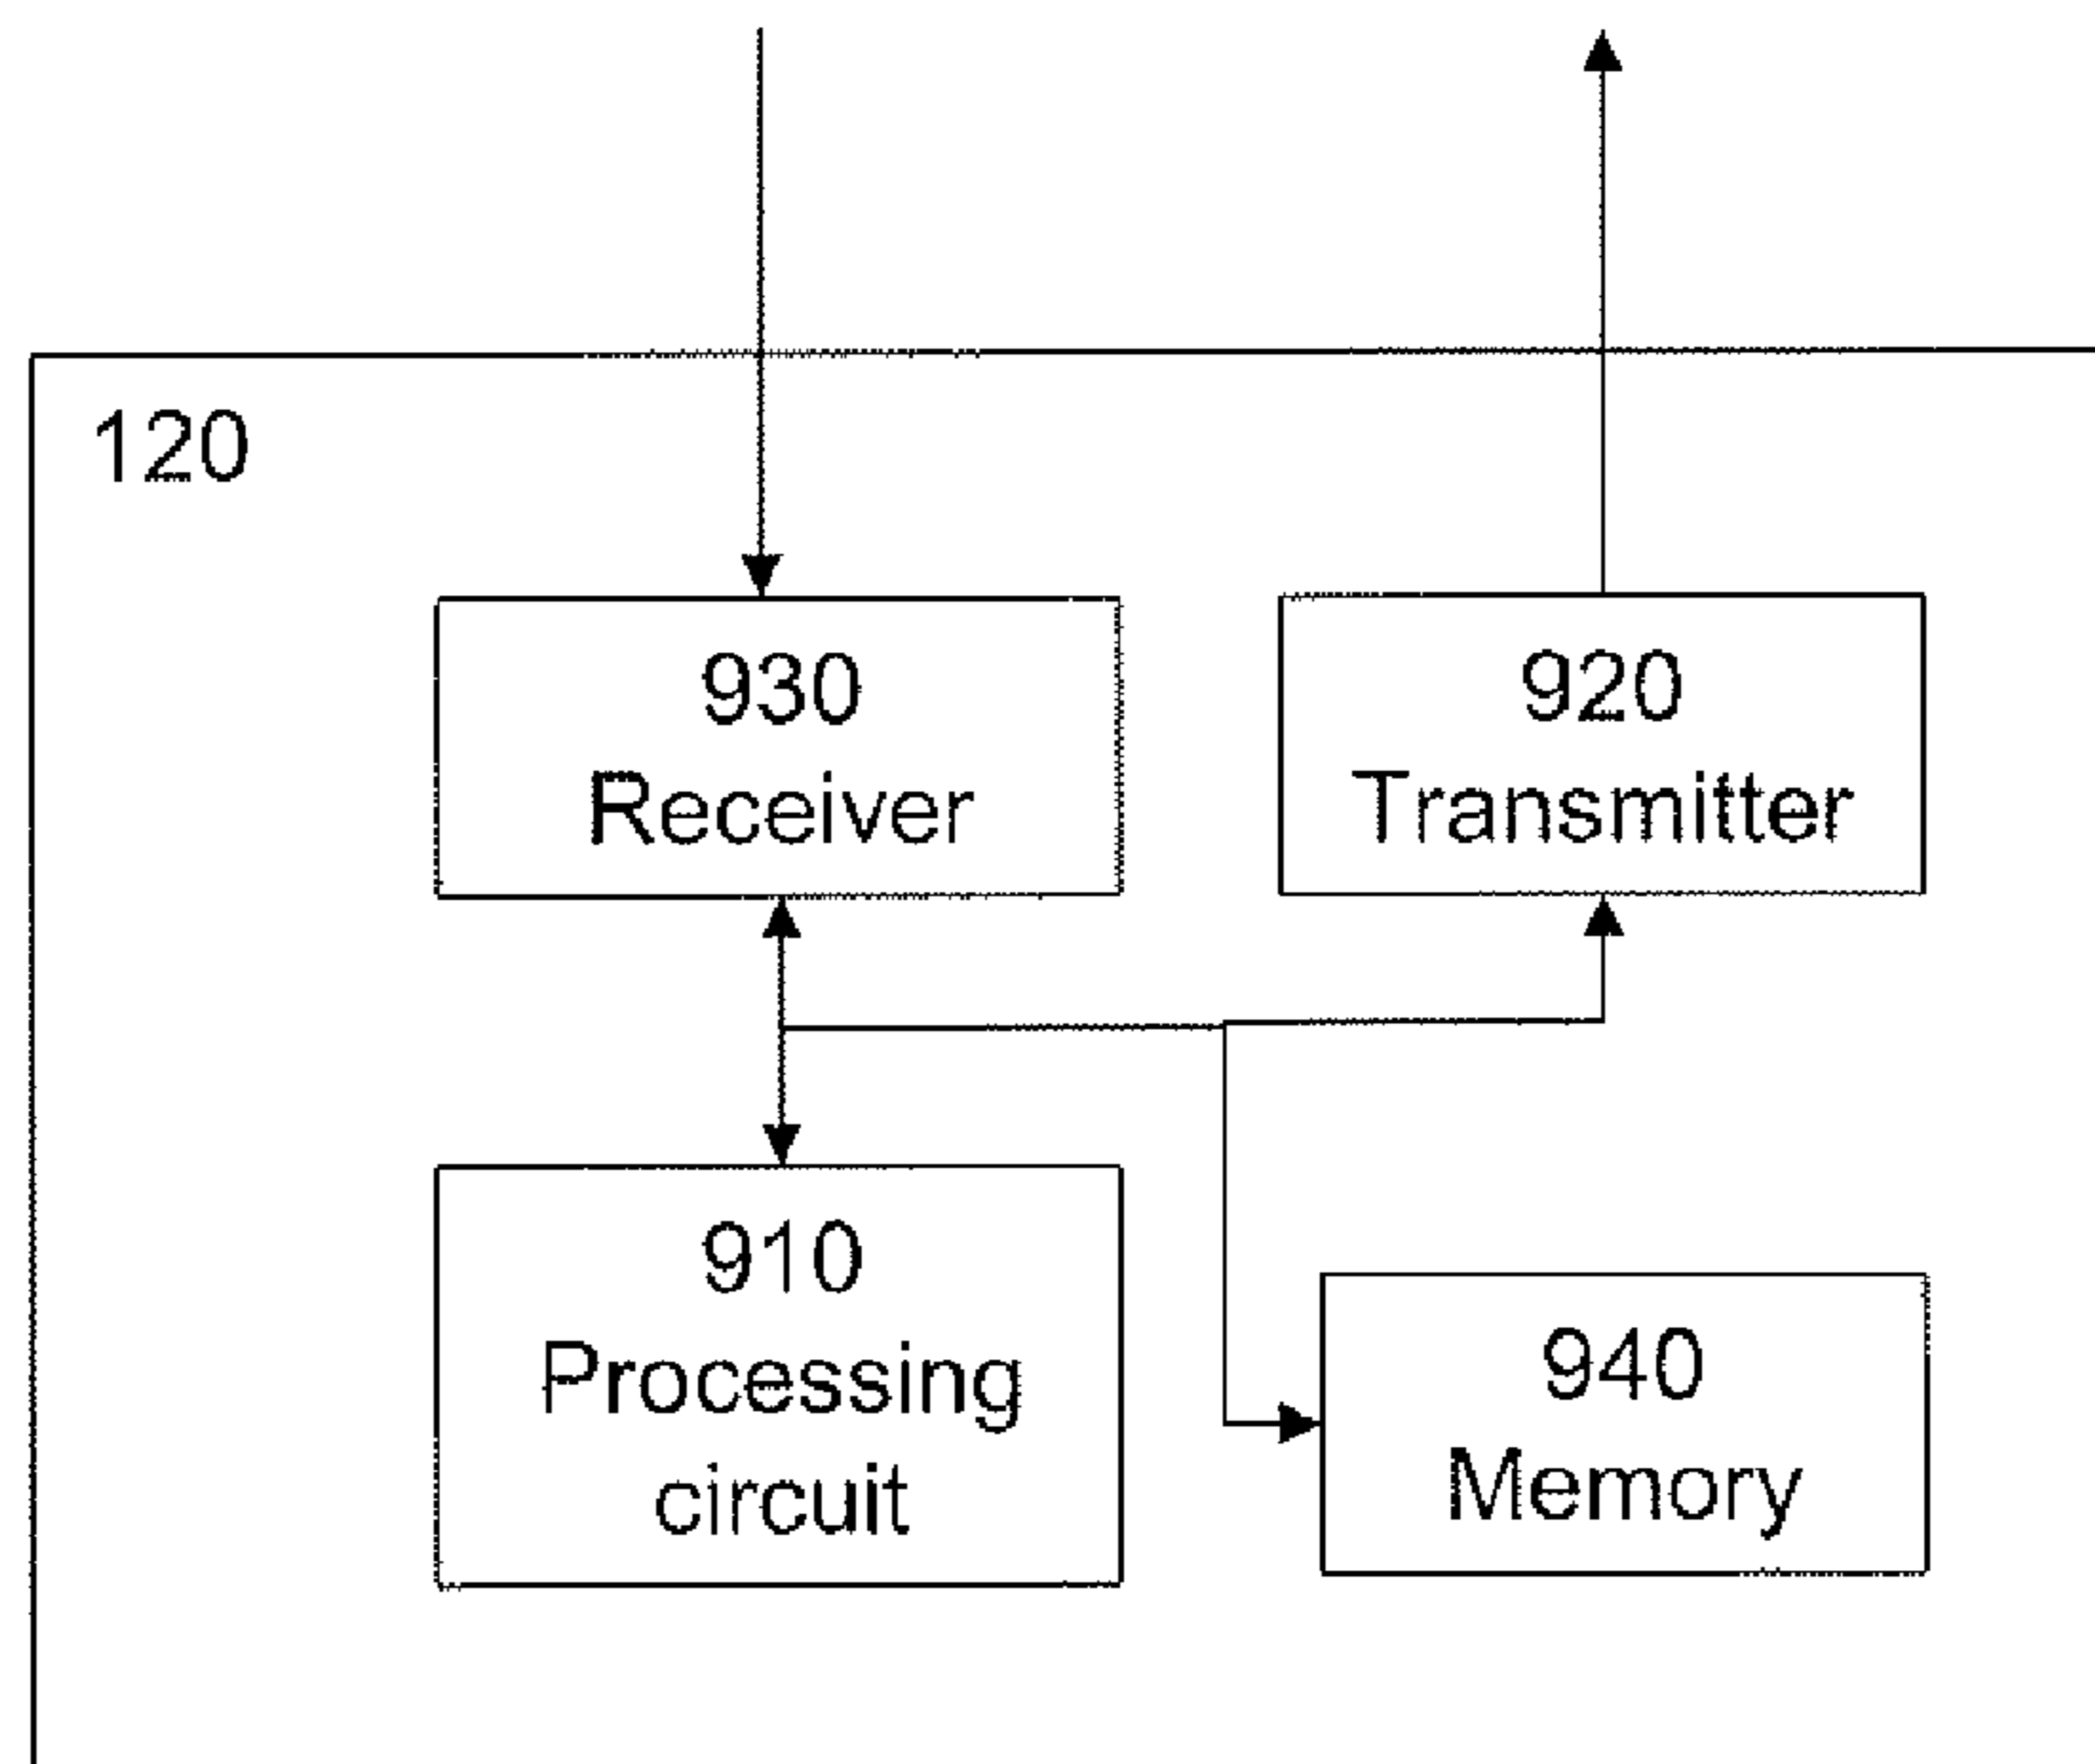 120
930
Receiver
920
Transmitter
910
Processing
circuit
940
Memory